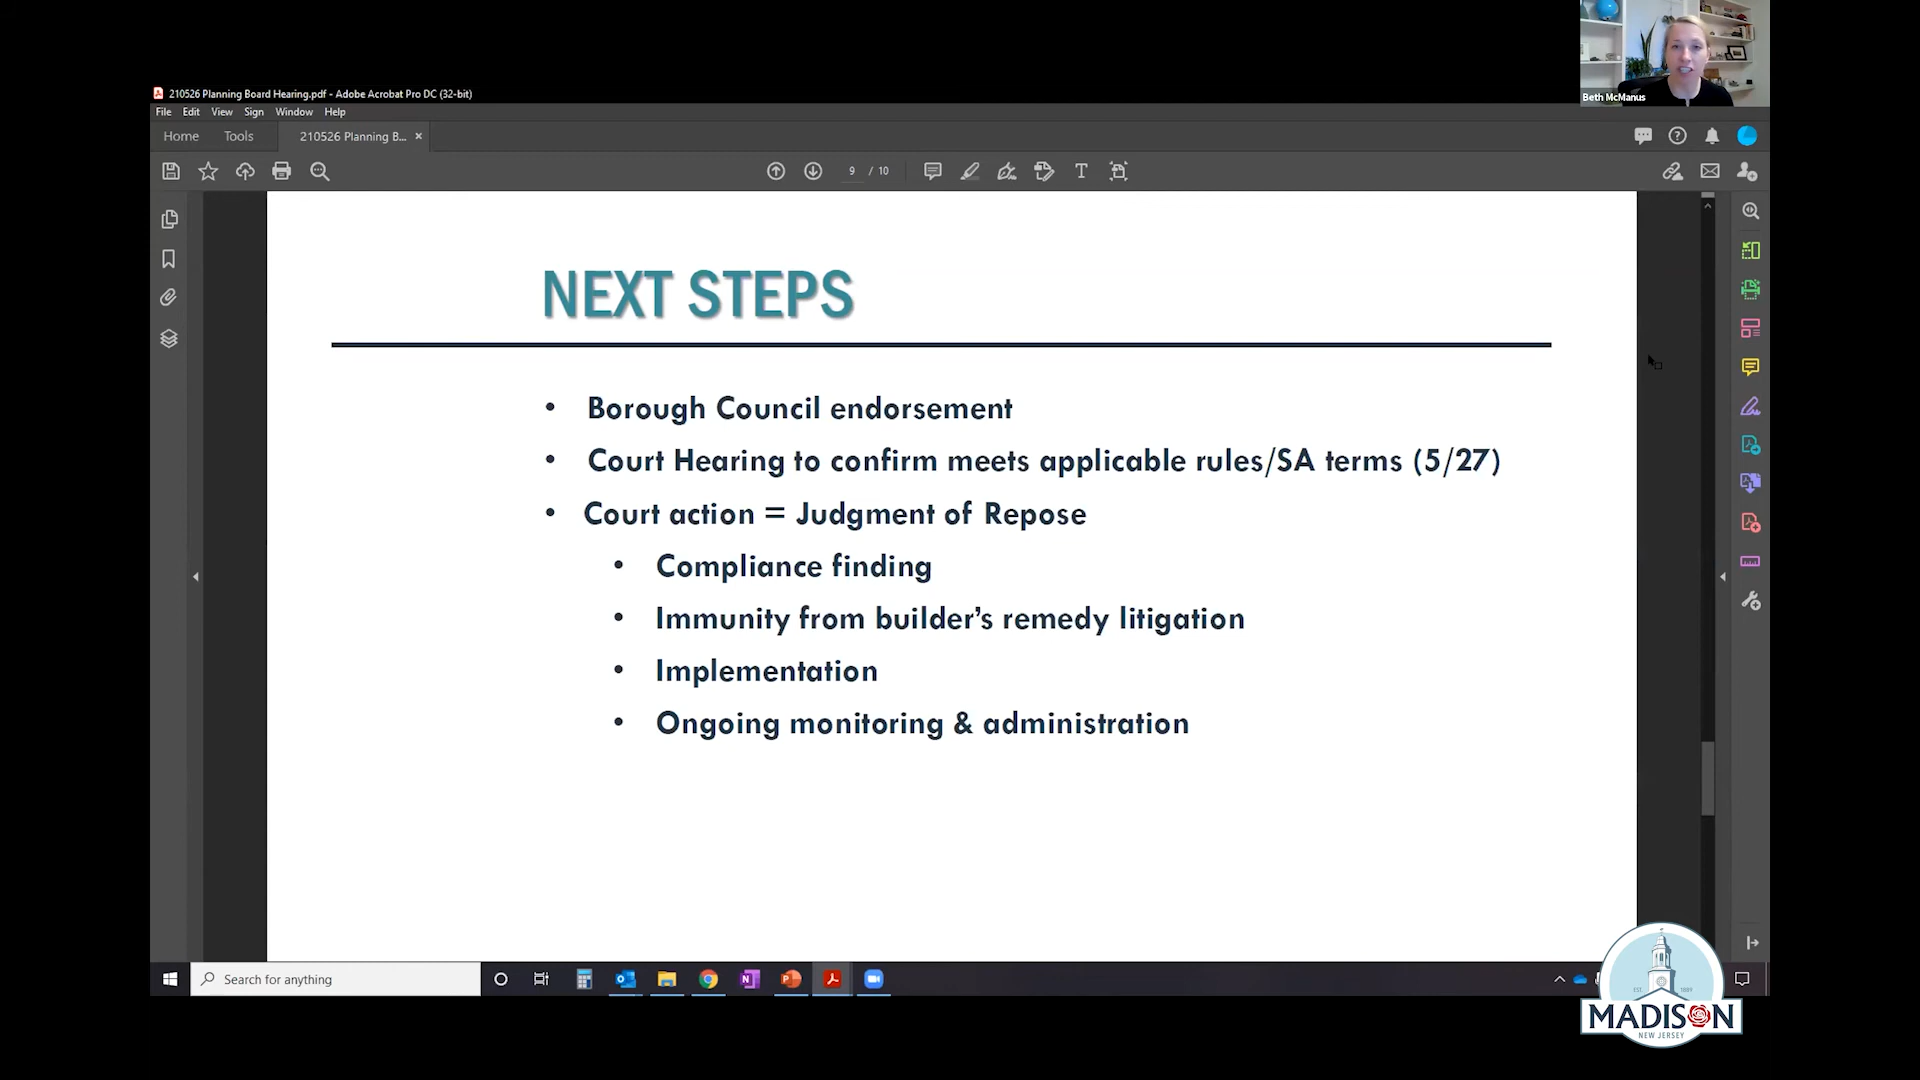 Beth McManus
210526 Planning Board Hearing.pdf - Adobe Acrobat Pro DC (32-bit)
File Edit View Sign Window Help
Home Tools 210526 Planning B... ×
9 / 10
NEXT STEPS
• Borough Council endorsement
• Court Hearing to confirm meets applicable rules/SA terms (5/27)
• Court action = Judgment of Repose
• Compliance finding
• Immunity from builder’s remedy litigation
• Implementation
• Ongoing monitoring & administration
Search for anything
EST. 1889
MADISON
NEW JERSEY